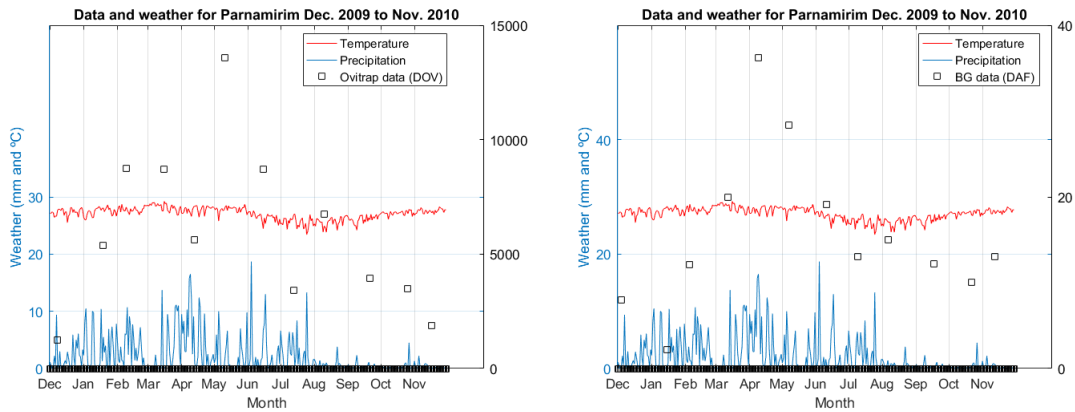 Data and weather for Parnamirim Dec. 2009 to Nov. 2010
Temperature
Precipitation
Ovitrap data (DOV)
Weather (mm and ºC)
30
20
10
0
15000
10000
5000
0
Dec Jan Feb Mar Apr May Jun Jul Aug Sep Oct Nov
Month
Data and weather for Parnamirim Dec. 2009 to Nov. 2010
Temperature
Precipitation
BG data (DAF)
Weather (mm and ºC)
40
20
0
40
20
0
Dec Jan Feb Mar Apr May Jun Jul Aug Sep Oct Nov
Month